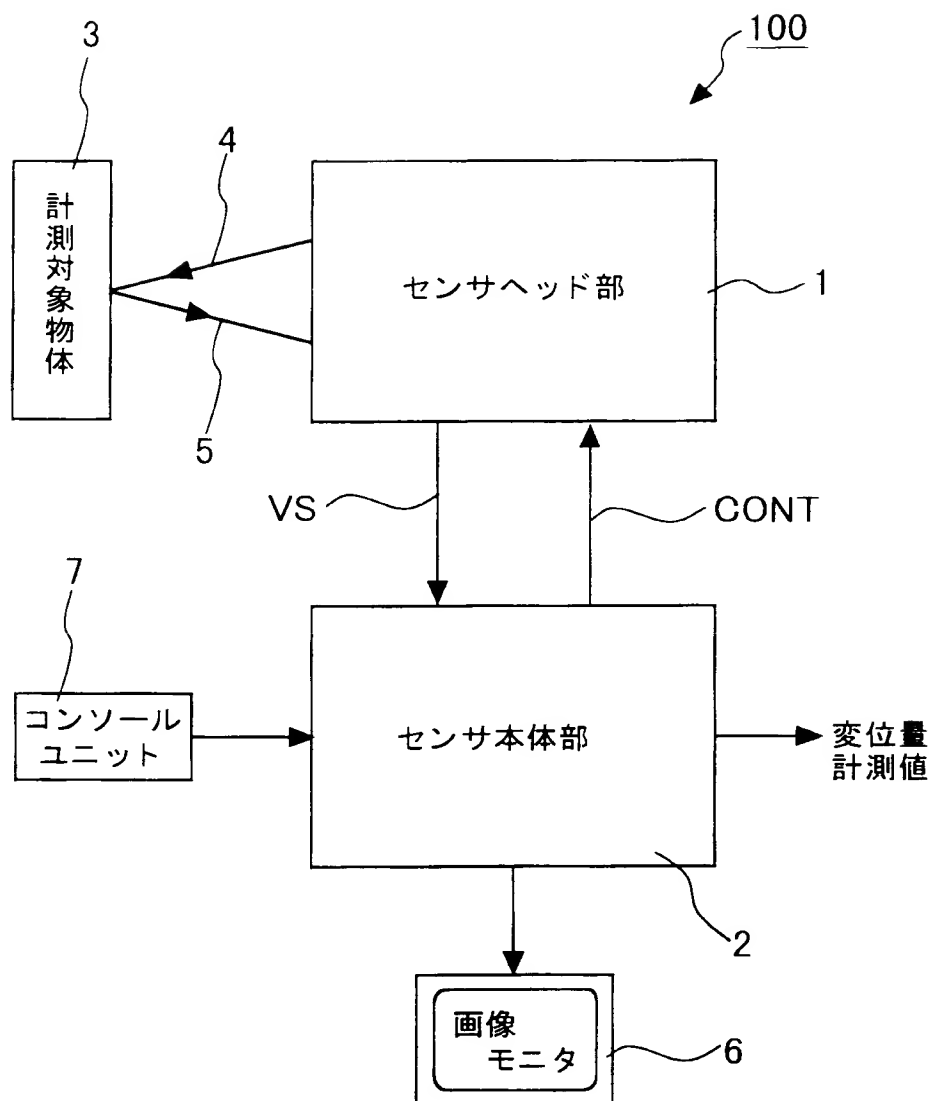 100
3
4
計測対象物体
センサヘッド部
1
5
VS
CONT
7
コンソール
ユニット
センサ本体部
変位量
計測値
2
画像
モニタ
6